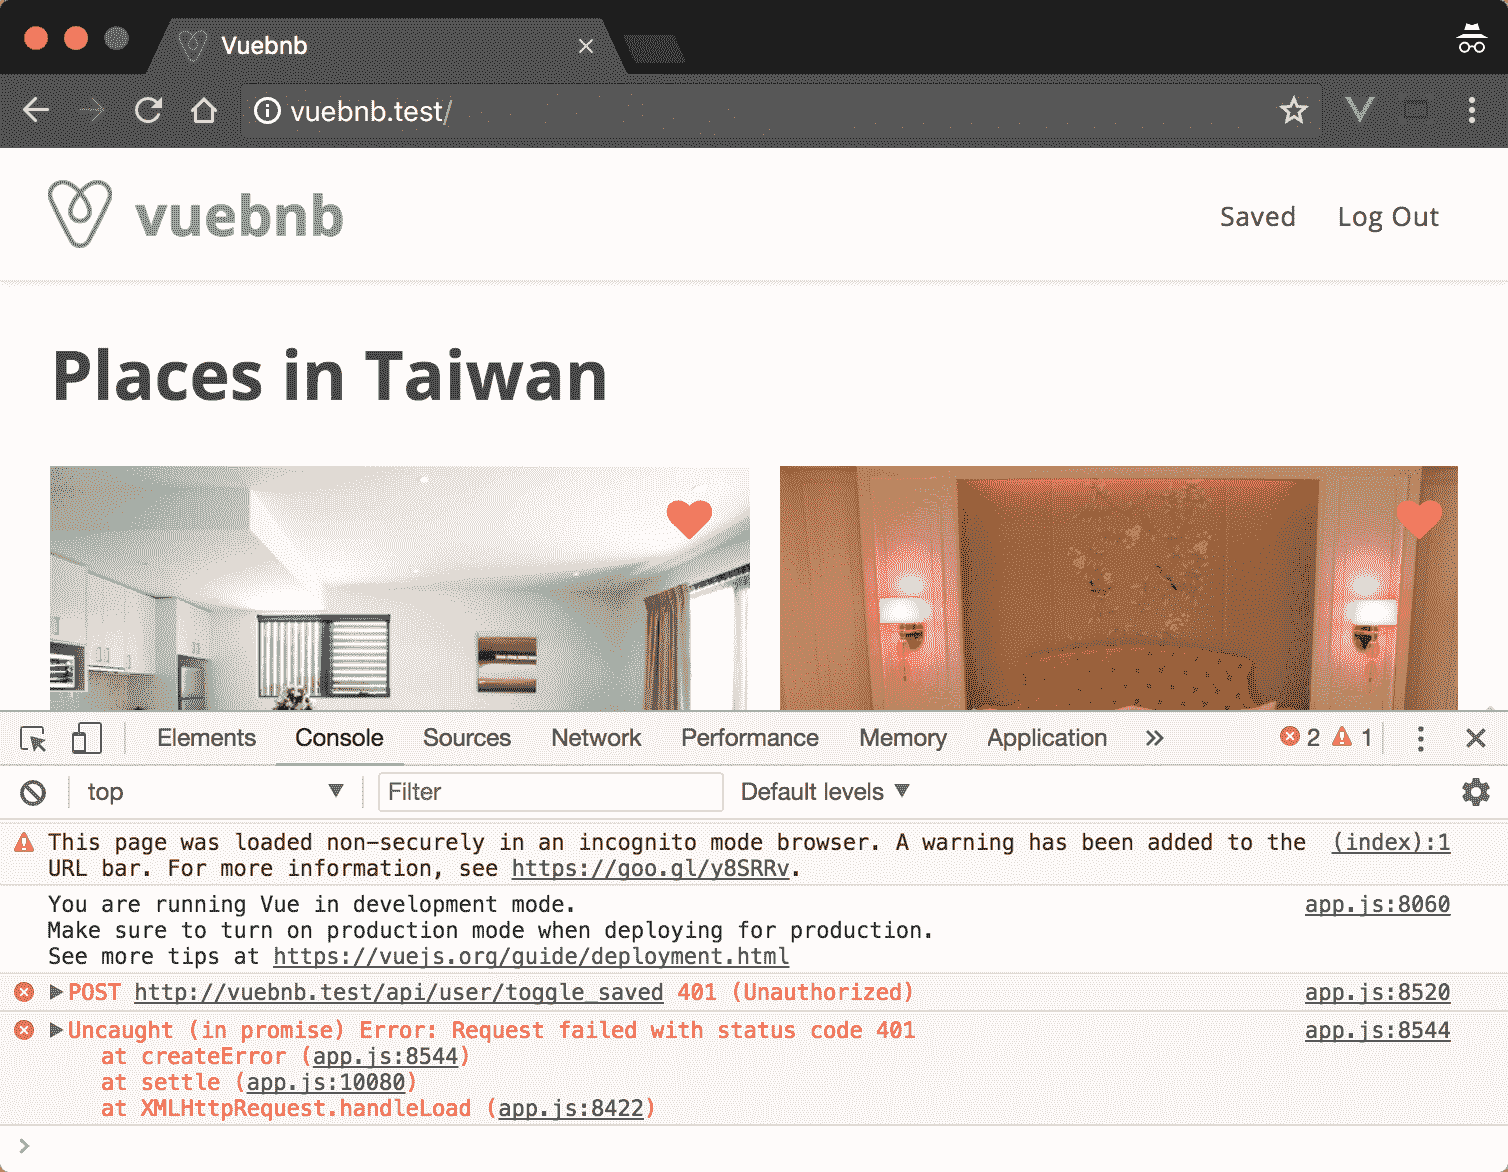 Vuebnb
vuebnb.test/
vuebnb
Saved Log Out
Places in Taiwan
Elements Console Sources Network Performance Memory Application » 2 1
top Filter Default levels
This page was loaded non-securely in an incognito mode browser. A warning has been added to the (index):1
URL bar. For more information, see https://goo.gl/y8SRRv.
You are running Vue in development mode. app.js:8060
Make sure to turn on production mode when deploying for production.
See more tips at https://vuejs.org/guide/deployment.html
POST http://vuebnb.test/api/user/toggle_saved 401 (Unauthorized) app.js:8520
Uncaught (in promise) Error: Request failed with status code 401 app.js:8544
at createError (app.js:8544)
at settle (app.js:10080)
at XMLHttpRequest.handleLoad (app.js:8422)